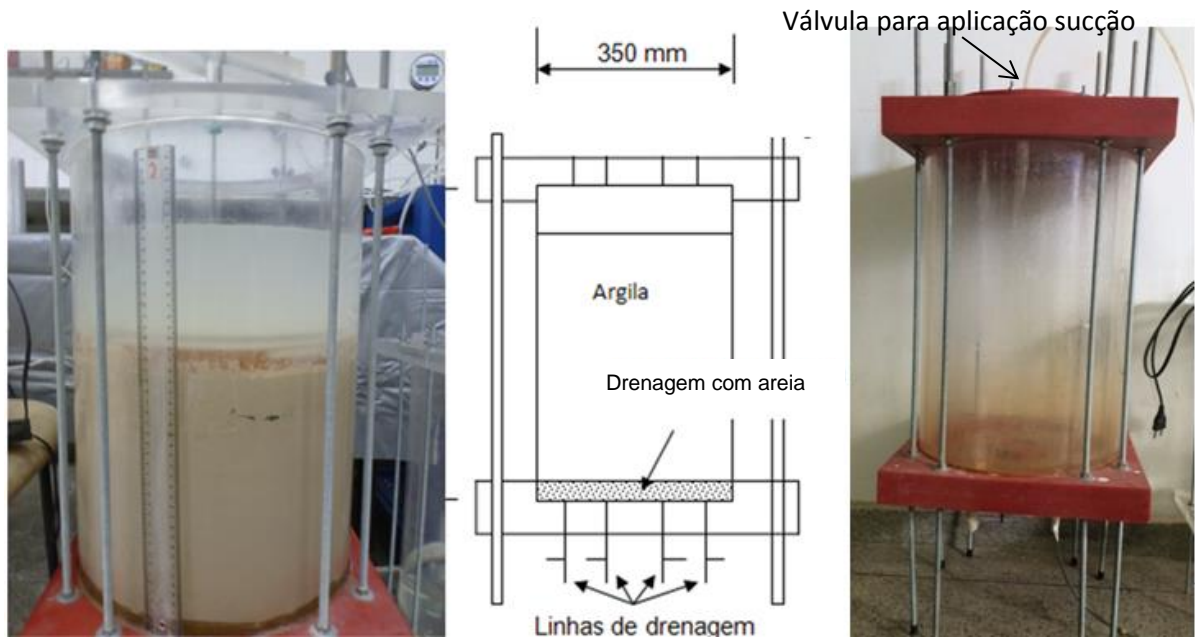 Válvula para aplicação sucção
350 mm
Argila
Drenagem com areia
Linhas de drenagem